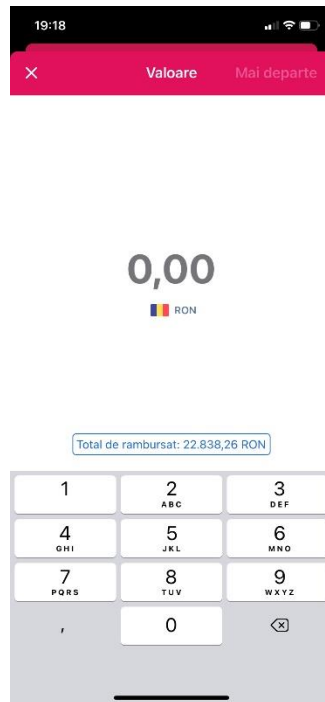 19:18
Valoare Mai departe
0,00
RON
Total de rambursat: 22.838,26 RON
1 2 3
ABC DEF
4 5 6
GHI JKL MNO
7 8 9
PQRS TUV WXYZ
, 0